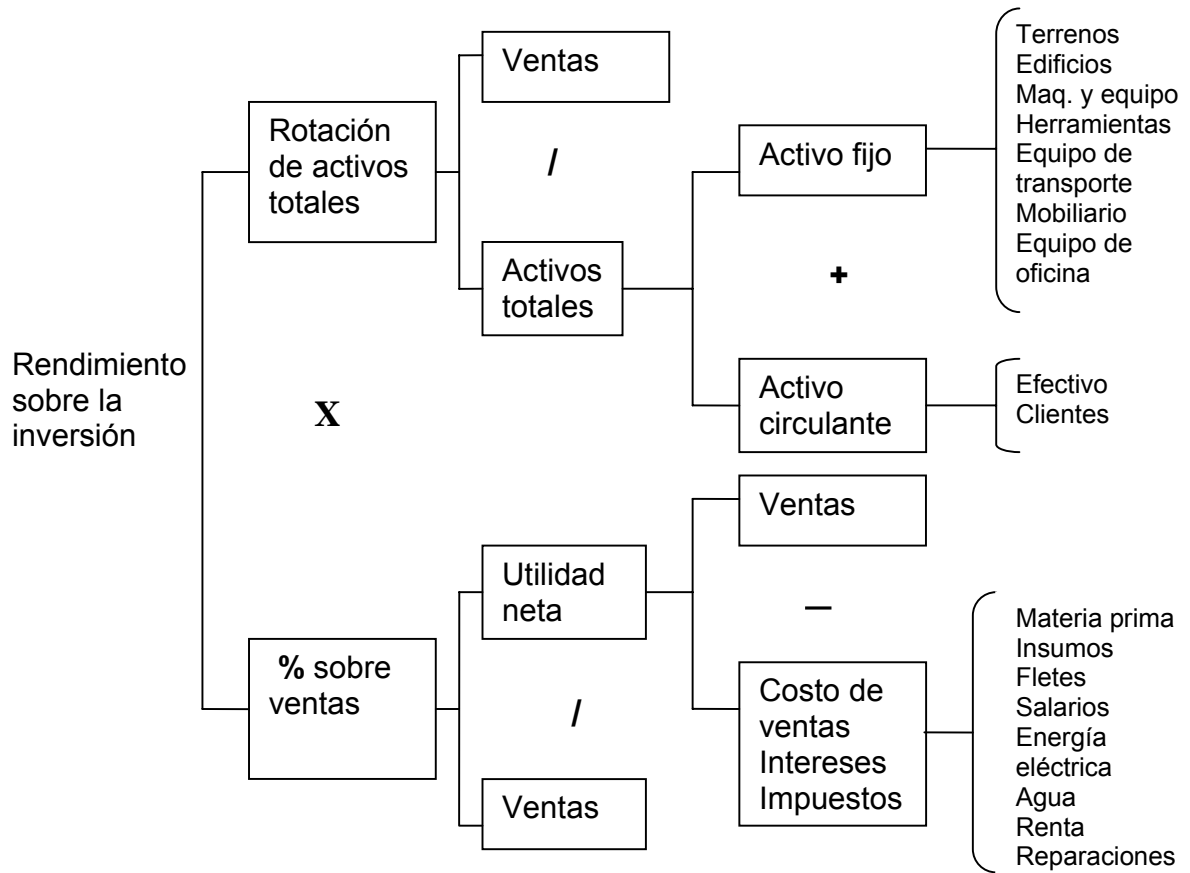 Rendimiento
sobre la
inversión
Rotación
de activos
totales
X
% sobre
ventas
Ventas
/
Activos
totales
Utilidad
neta
/
Ventas
Activo fijo
+
Activo
circulante
Ventas
—
Costo de
ventas
Intereses
Impuestos
Terrenos
Edificios
Maq. y equipo
Herramientas
Equipo de
transporte
Mobiliario
Equipo de
oficina
Efectivo
Clientes
Materia prima
Insumos
Fletes
Salarios
Energía
eléctrica
Agua
Renta
Reparaciones